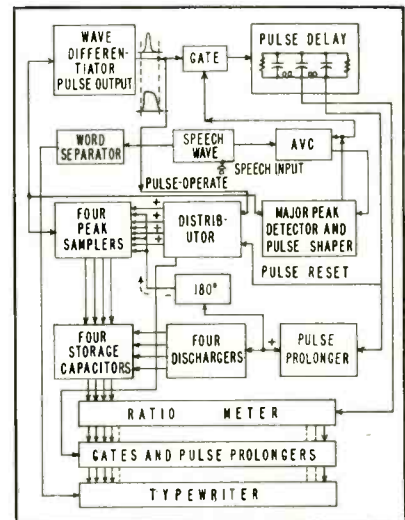 WAVE
DIFFEREN-
TIATOR
PULSE OUTPUT
GATE
PULSE DELAY
WORD
SEPARATOR
SPEECH
WAVE
AVC
SPEECH INPUT
PULSE-OPERATE
FOUR
PEAK
SAMPLERS
+
+
+
+
DISTRIB-
UTOR
MAJOR PEAK
DETECTOR AND
PULSE SHAPER
PULSE RESET
180°
FOUR
STORAGE
CAPACITORS
FOUR
DISCHARGERS
+
PULSE
PROLONGER
RATIO METER
GATES AND PULSE PROLONGERS
TYPEWRITER